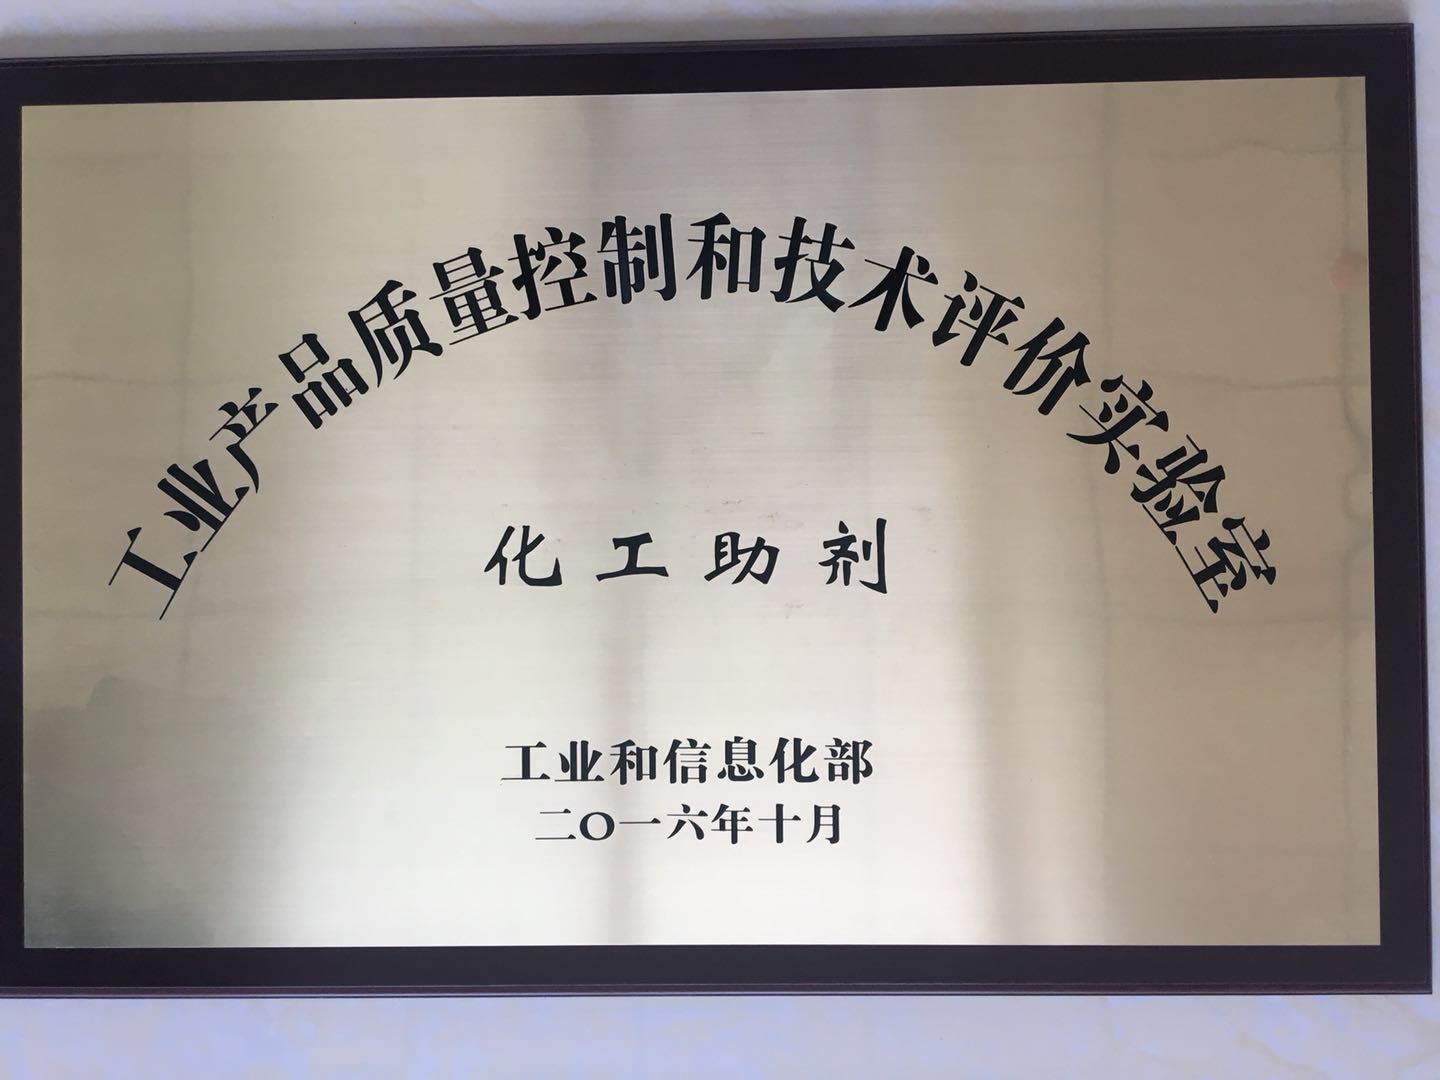 工业产品质量控制和技术评价实验室
化工助剂
工业和信息化部
二〇一六年十月